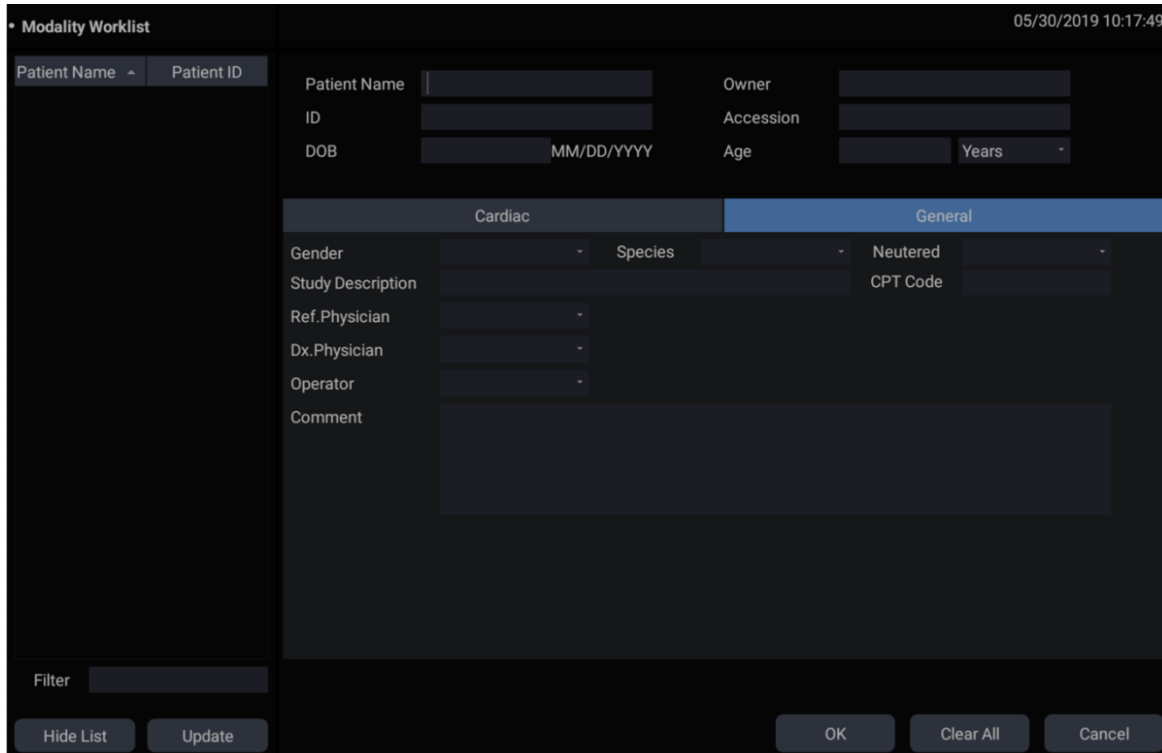 • Modality Worklist
05/30/2019 10:17:49
Patient Name Patient ID
Patient Name
Owner
ID
Accession
DOB MM/DD/YYYY
Age Years
Cardiac General
Gender Species Neutered
Study Description CPT Code
Ref.Physician
Dx.Physician
Operator
Comment
Filter
Hide List Update OK Clear All Cancel